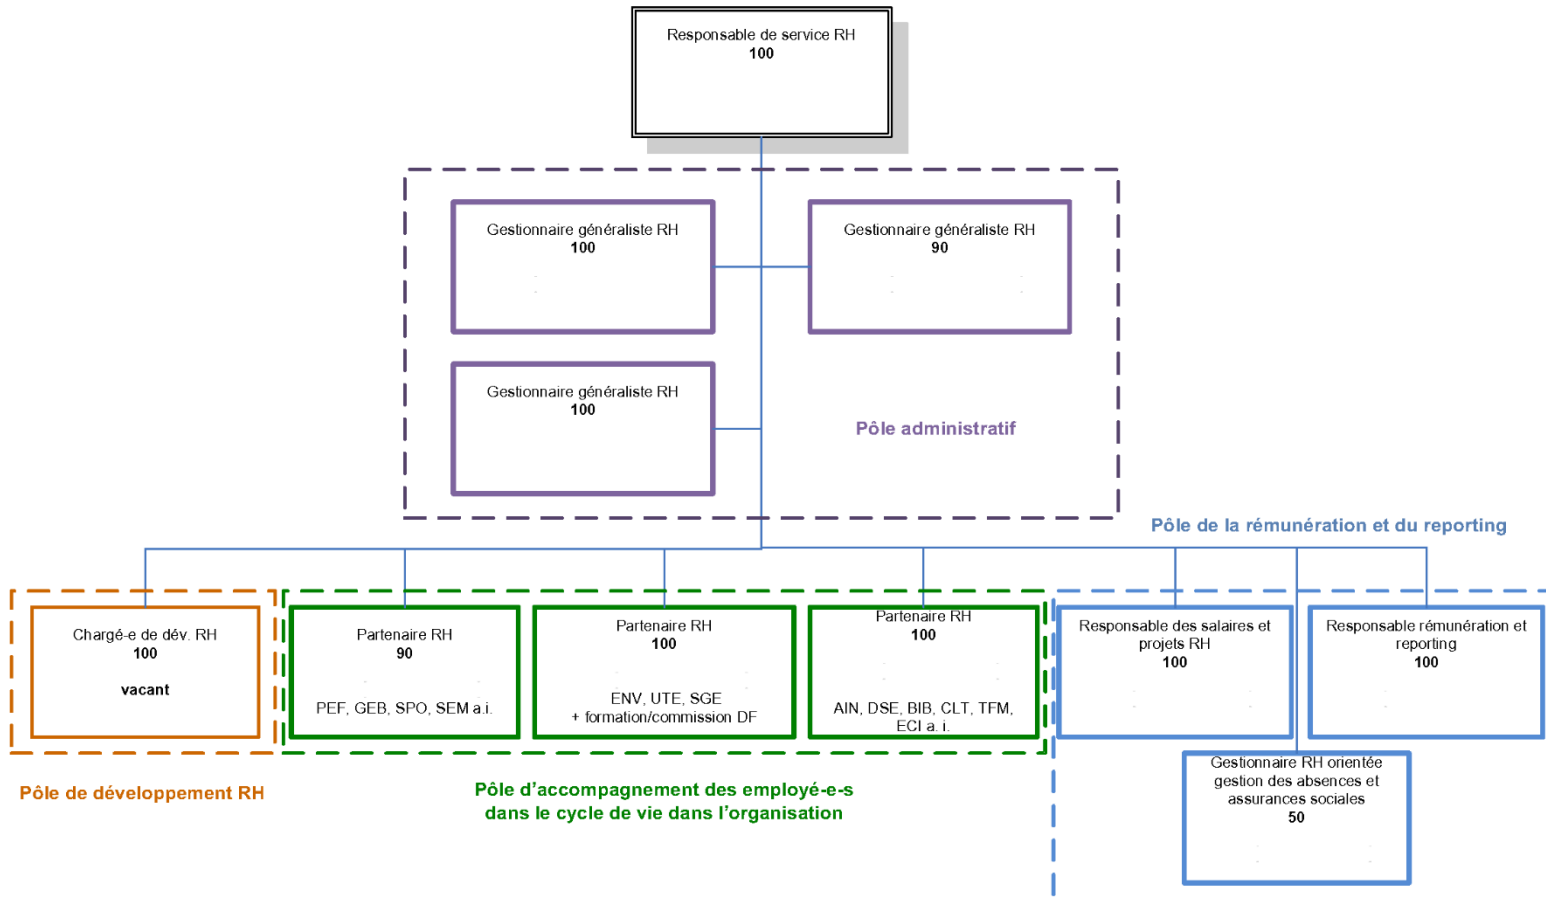 Responsable de service RH
100
Gestionnaire généraliste RH
100
Gestionnaire généraliste RH
90
Gestionnaire généraliste RH
100
Pôle administratif
Pôle de la rémunération et du reporting
Chargé-e de dév. RH
100
vacant
Partenaire RH
90
PEF, GEB, SPO, SEM a.i.
Partenaire RH
100
ENV, UTE, SGE
+ formation/commission DF
Partenaire RH
100
AIN, DSE, BIB, CLT, TFM,
ECI a. i.
Responsable des salaires et
projets RH
100
Responsable rémunération et
reporting
100
Gestionnaire RH orientée
gestion des absences et
assurances sociales
50
Pôle de développement RH
Pôle d'accompagnement des employé-e-s
dans le cycle de vie dans l'organisation